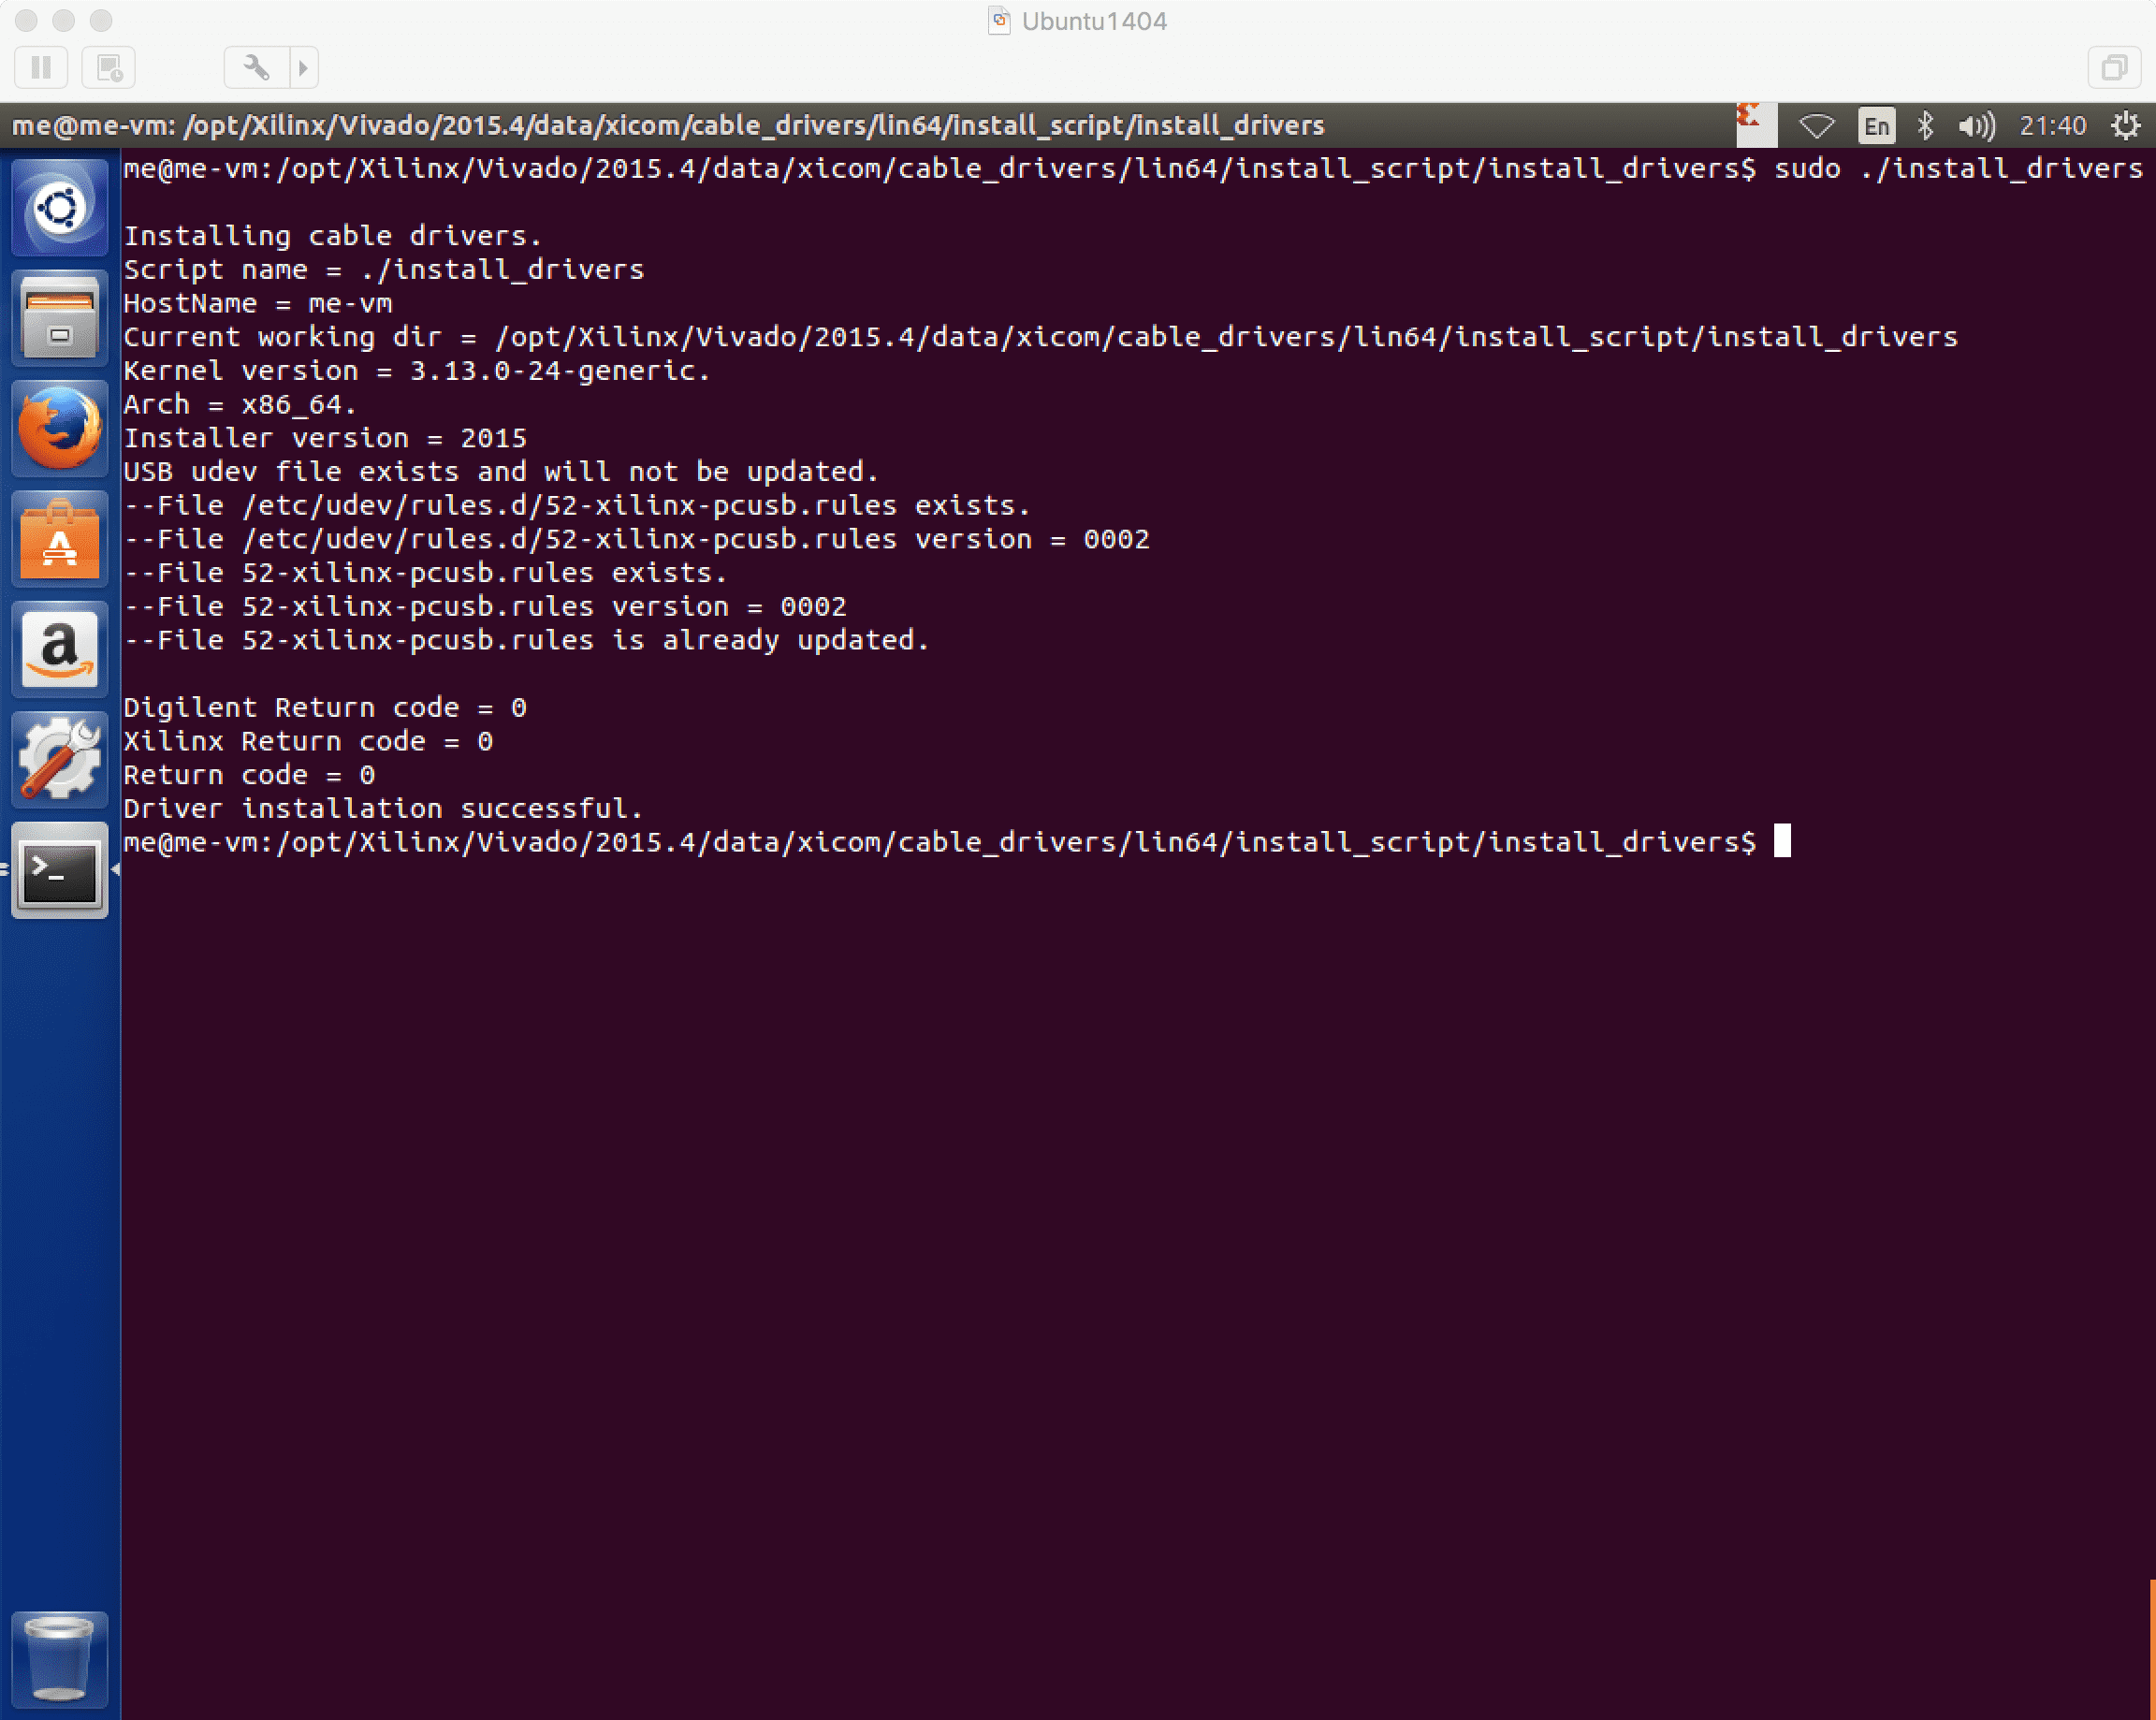 Ubuntu1404
me@me-vm: /opt/Xilinx/Vivado/2015.4/data/xicom/cable_drivers/lin64/install_script/install_drivers
En
21:40
me@me-vm:/opt/Xilinx/Vivado/2015.4/data/xicom/cable_drivers/lin64/install_script/install_drivers$ sudo ./install_drivers
Installing cable drivers.
Script name = ./install_drivers
HostName = me-vm
Current working dir = /opt/Xilinx/Vivado/2015.4/data/xicom/cable_drivers/lin64/install_script/install_drivers
Kernel version = 3.13.0-24-generic.
Arch = x86_64.
Installer version = 2015
USB udev file exists and will not be updated.
--File /etc/udev/rules.d/52-xilinx-pcusb.rules exists.
--File /etc/udev/rules.d/52-xilinx-pcusb.rules version = 0002
--File 52-xilinx-pcusb.rules exists.
--File 52-xilinx-pcusb.rules version = 0002
--File 52-xilinx-pcusb.rules is already updated.
Digilent Return code = 0
Xilinx Return code = 0
Return code = 0
Driver installation successful.
me@me-vm:/opt/Xilinx/Vivado/2015.4/data/xicom/cable_drivers/lin64/install_script/install_drivers$